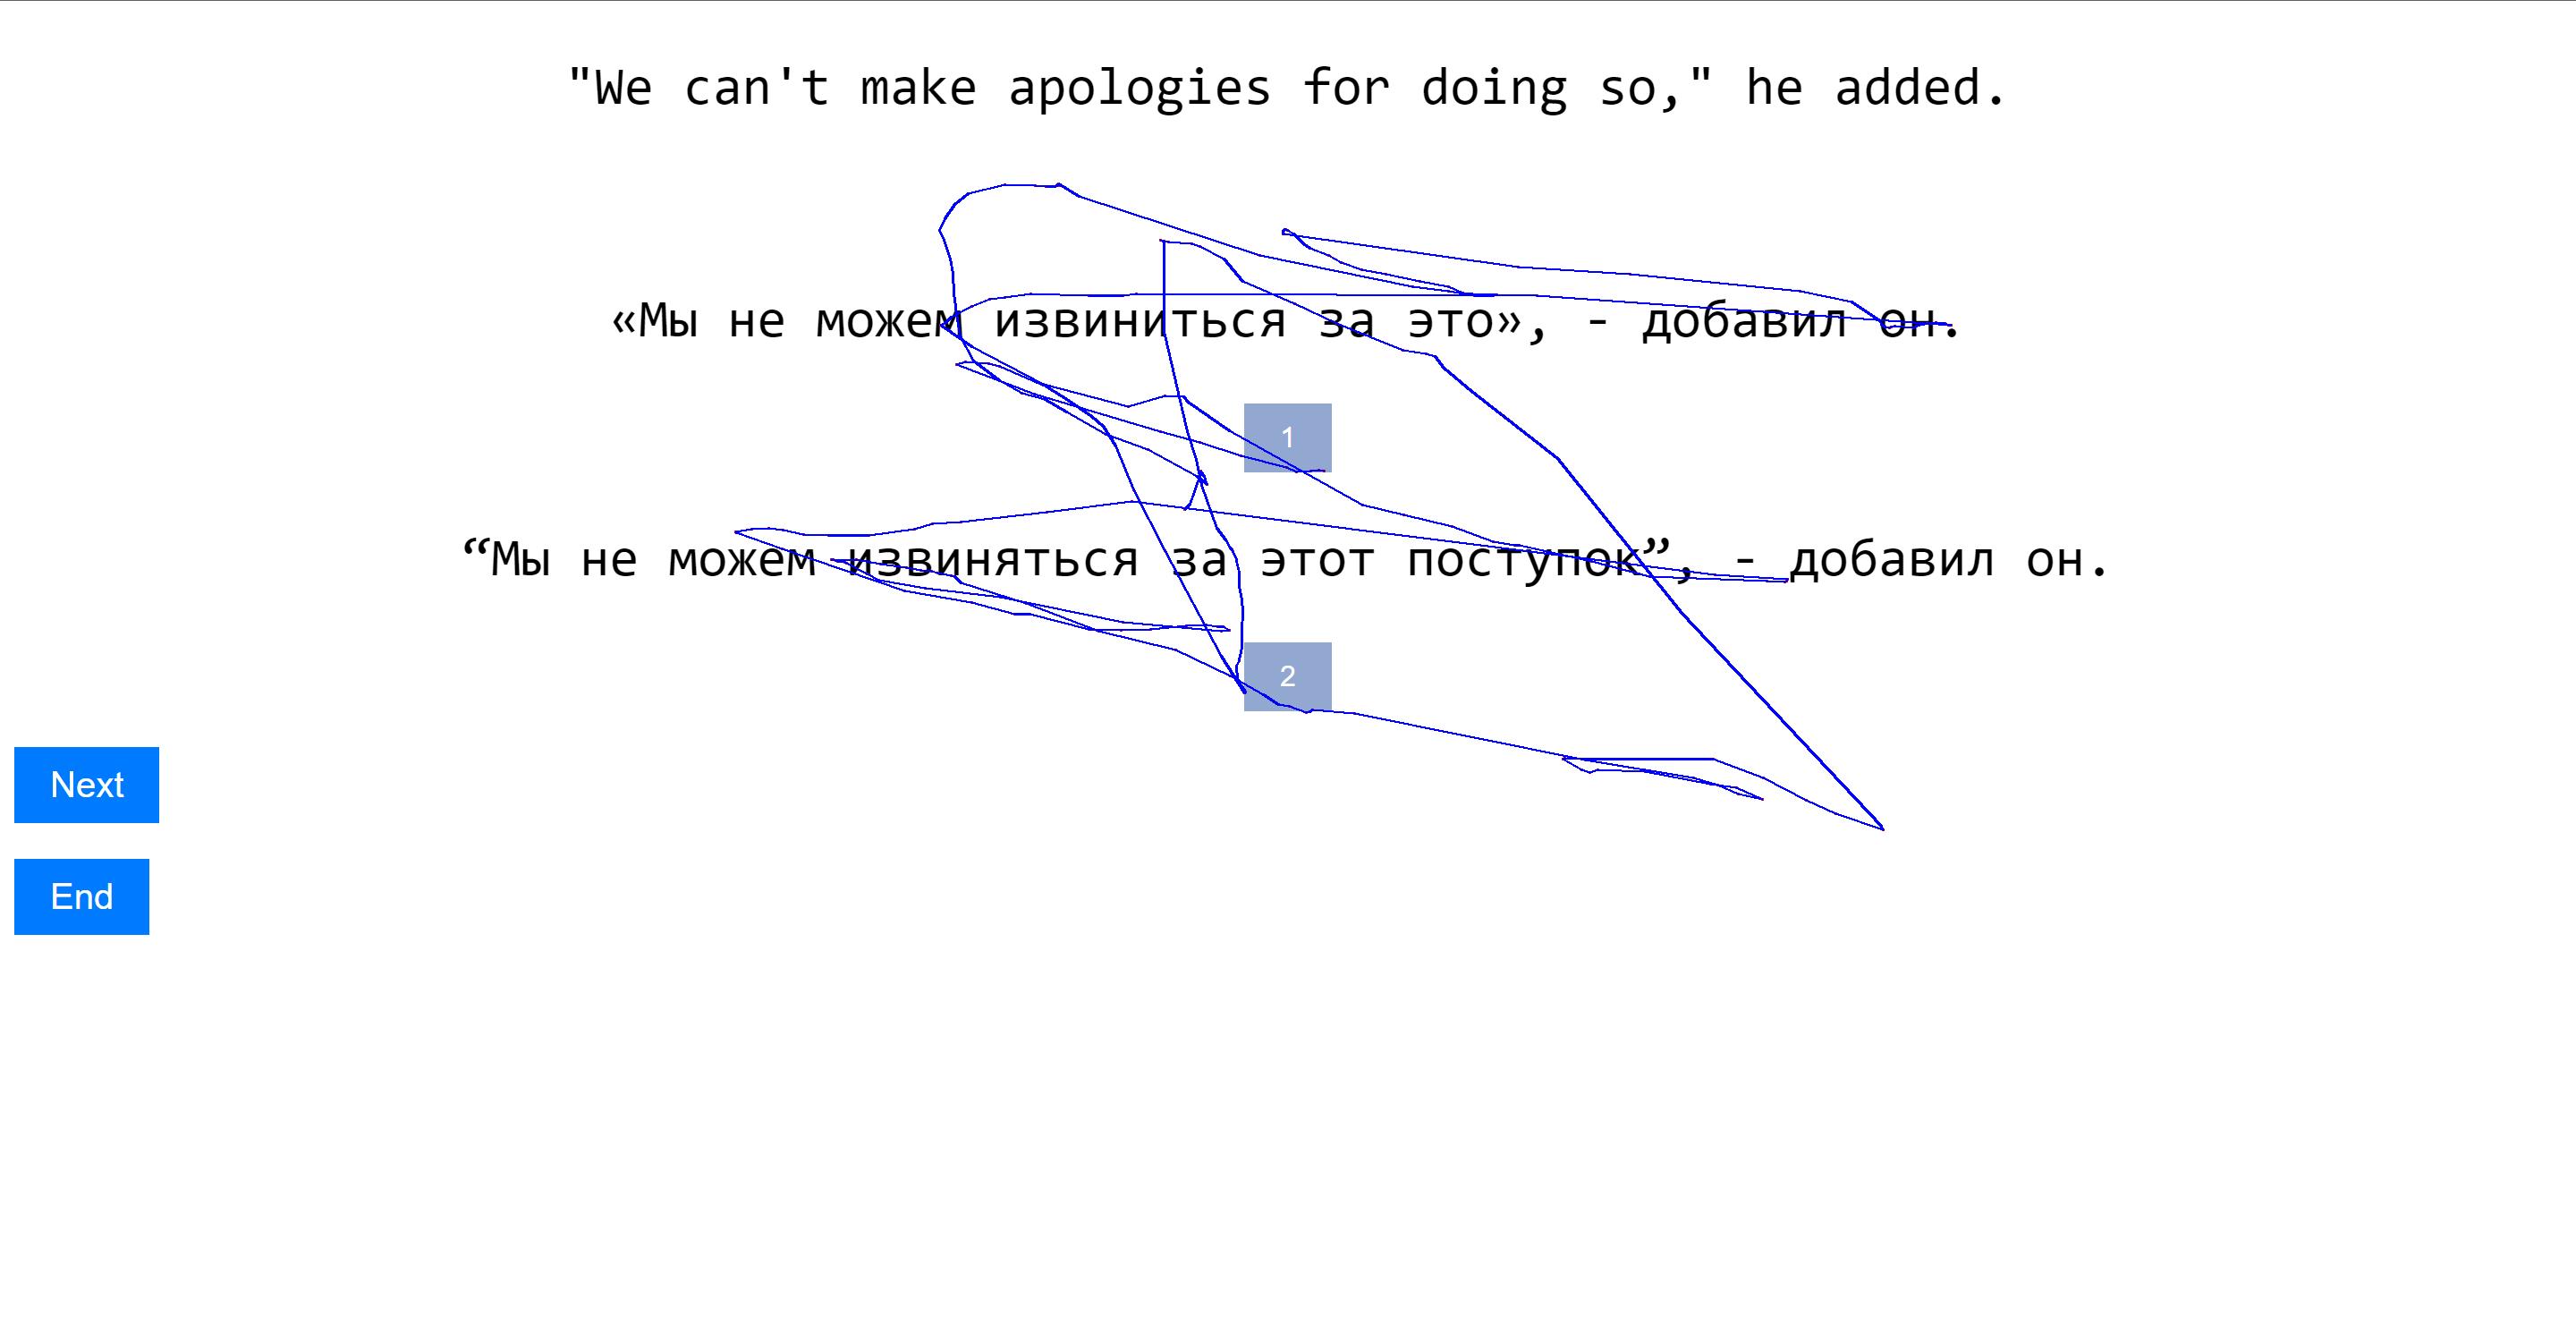 "We can't make apologies for doing so," he added.
«Мы не можем извиниться за это», - добавил он.
1
“Мы не можем извиняться за этот поступок”, - добавил он.
2
Next
End